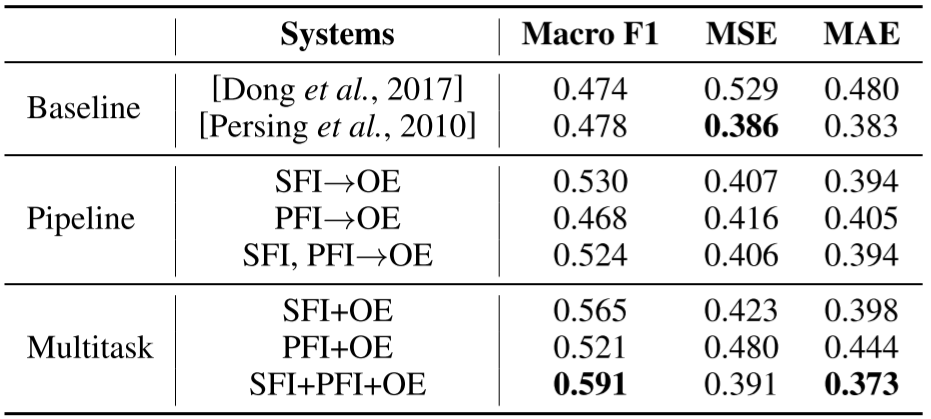 Systems Macro F1 MSE MAE
Baseline [Dong et al., 2017] 0.474 0.529 0.480
[Persing et al., 2010] 0.478 0.386 0.383
Pipeline SFI→OE 0.530 0.407 0.394
PFI→OE 0.468 0.416 0.405
SFI, PFI→OE 0.524 0.406 0.394
Multitask SFI+OE 0.565 0.423 0.398
PFI+OE 0.521 0.480 0.444
SFI+PFI+OE 0.591 0.391 0.373